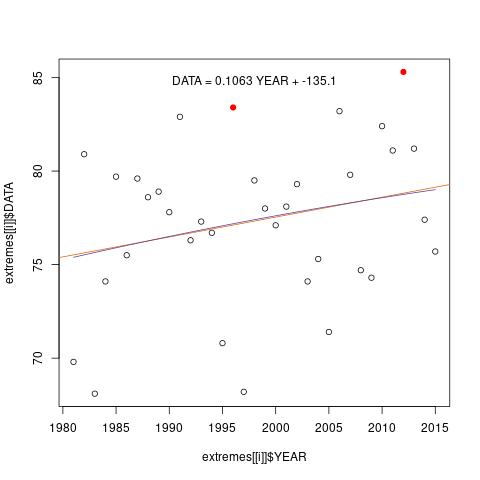 DATA = 0.1063 YEAR + -135.1
85
80
75
70
extremes[[i]]$DATA
1980 1985 1990 1995 2000 2005 2010 2015
extremes[[i]]$YEAR